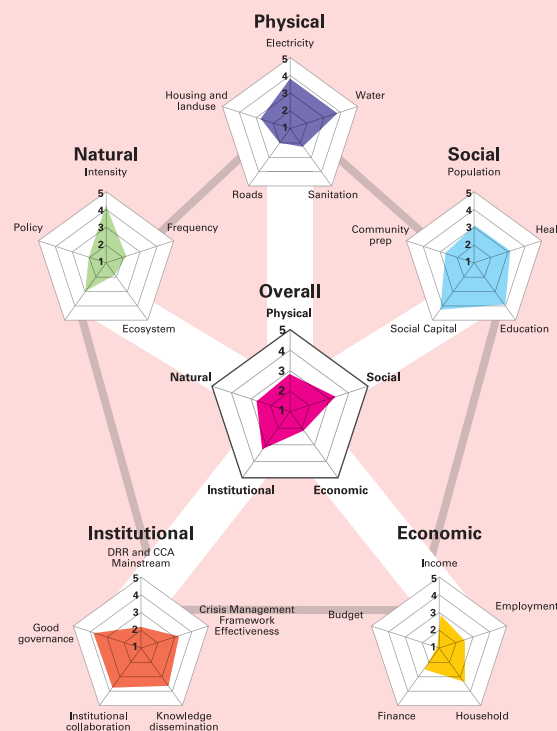 Physical
Electricity
5
4
3
2
1
Housing and
landuse
Water
Roads
Sanitation
Natural
Intensity
5
4
3
2
1
Policy
Frequency
Ecosystem
Social
Population
5
4
3
2
1
Community
prep
Heal
Social Capital
Education
Overall
Physical
5
4
3
2
1
Natural
Social
Institutional
Economic
Institutional
DRR and CCA
Mainstream
5
4
3
2
1
Good
governance
Crisis Management
Framework
Effectiveness
Institutional
collaboration
Knowledge
dissemination
Economic
Income
5
4
3
2
1
Budget
Employment
Finance
Household